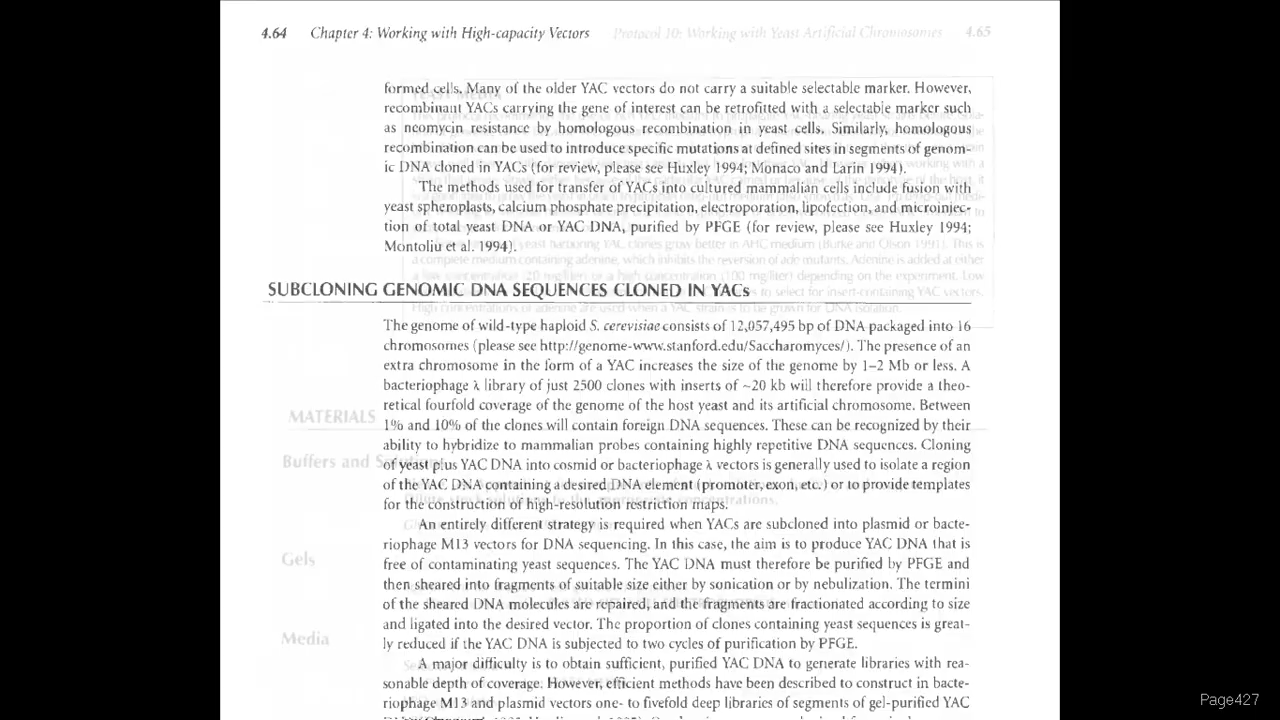 4.64 Chapter 4: Working with High-capacity Vectors Protocol 10: Working with Yeast Artificial Chromosomes 4.65
formed cells. Many of the older YAC vectors do not carry a suitable selectable marker. However,
recombinant YACs carrying the gene of interest can be retrofitted with a selectable marker such
as neomycin resistance by homologous recombination in yeast cells. Similarly, homologous
recombination can be used to introduce specific mutations at defined sites in segments of genom-
ic DNA cloned in YACs (for review, please see Huxley 1994; Monaco and Larin 1994).
The methods used for transfer of YACs into cultured mammalian cells include fusion with
yeast spheroplasts, calcium phosphate precipitation, electroporation, lipofection, and microinjec-
tion of total yeast DNA or YAC DNA, purified by PFGE (for review, please see Huxley 1994;
Montoliu et al. 1994).
SUBCLONING GENOMIC DNA SEQUENCES CLONED IN YACs
The genome of wild-type haploid S. cerevisiae consists of 12,057,495 bp of DNA packaged into 16
chromosomes (please see http://genome-www.stanford.edu/Saccharomyces/). The presence of an
extra chromosome in the form of a YAC increases the size of the genome by 1–2 Mb or less. A
bacteriophage λ library of just 2500 clones with inserts of ~20 kb will therefore provide a theo-
retical fourfold coverage of the genome of the host yeast and its artificial chromosome. Between
1% and 10% of the clones will contain foreign DNA sequences. These can be recognized by their
ability to hybridize to mammalian probes containing highly repetitive DNA sequences. Cloning
of yeast plus YAC DNA into cosmid or bacteriophage λ vectors is generally used to isolate a region
of the YAC DNA containing a desired DNA element (promoter, exon, etc.) or to provide templates
for the construction of high-resolution restriction maps.
An entirely different strategy is required when YACs are subcloned into plasmid or bacte-
riophage M13 vectors for DNA sequencing. In this case, the aim is to produce YAC DNA that is
free of contaminating yeast sequences. The YAC DNA must therefore be purified by PFGE and
then sheared into fragments of suitable size either by sonication or by nebulization. The termini
of the sheared DNA molecules are repaired, and the fragments are fractionated according to size
and ligated into the desired vector. The proportion of clones containing yeast sequences is great-
ly reduced if the YAC DNA is subjected to two cycles of purification by PFGE.
A major difficulty is to obtain sufficient, purified YAC DNA to generate libraries with rea-
sonable depth of coverage. However, efficient methods have been described to construct in bacte-
riophage M13 and plasmid vectors one- to fivefold deep libraries of segments of gel-purified YAC
MATERIALS
Buffers and
Gels
Media
Page427